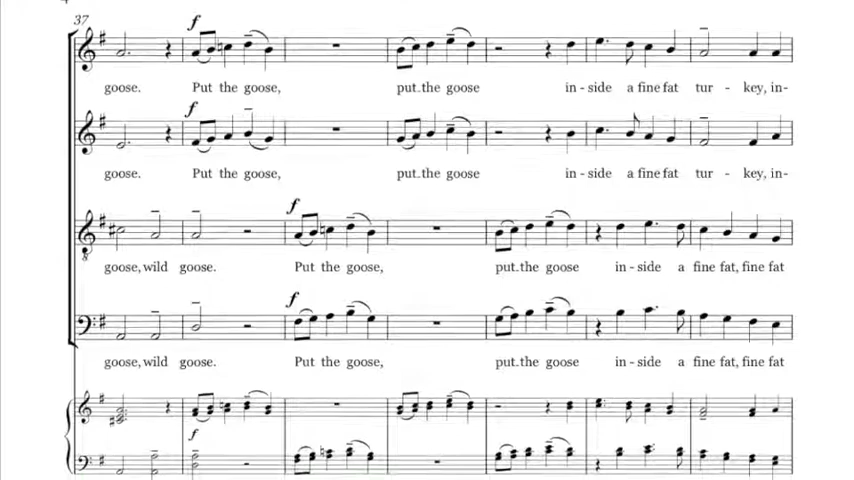 37
f
goose. Put the goose, put the goose in - side a fine fat tur - key, in-
f
goose. Put the goose, put the goose in - side a fine fat tur - key, in-
f
goose, wild goose. Put the goose, put the goose in - side a fine fat, fine fat
f
goose, wild goose. Put the goose, put the goose in - side a fine fat, fine fat
f
8